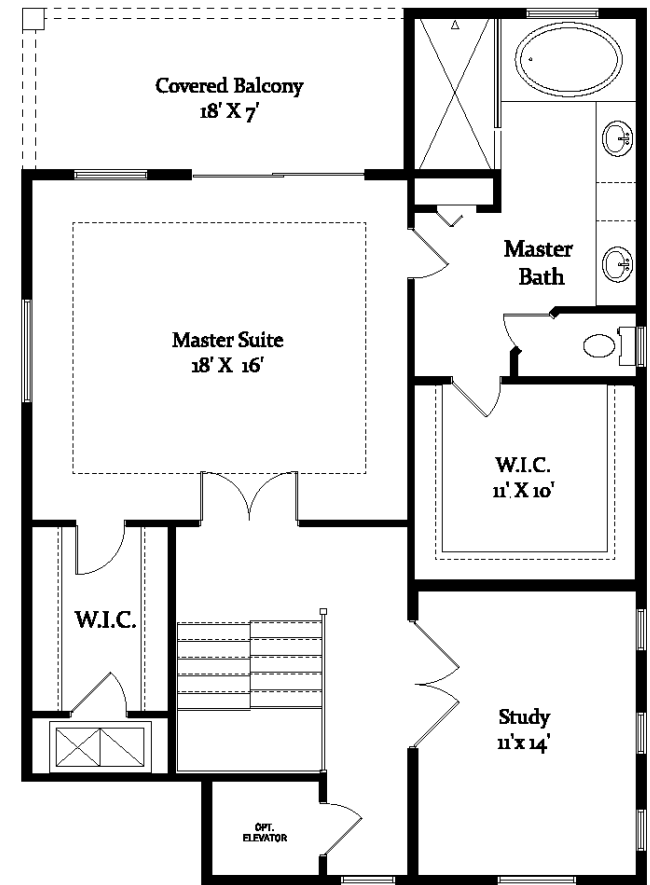 Covered Balcony
18' X 7'
Master
Bath
Master Suite
18' X 16'
W.I.C.
11' X 10'
W.I.C.
Study
11'x 14'
OPT.
ELEVATOR